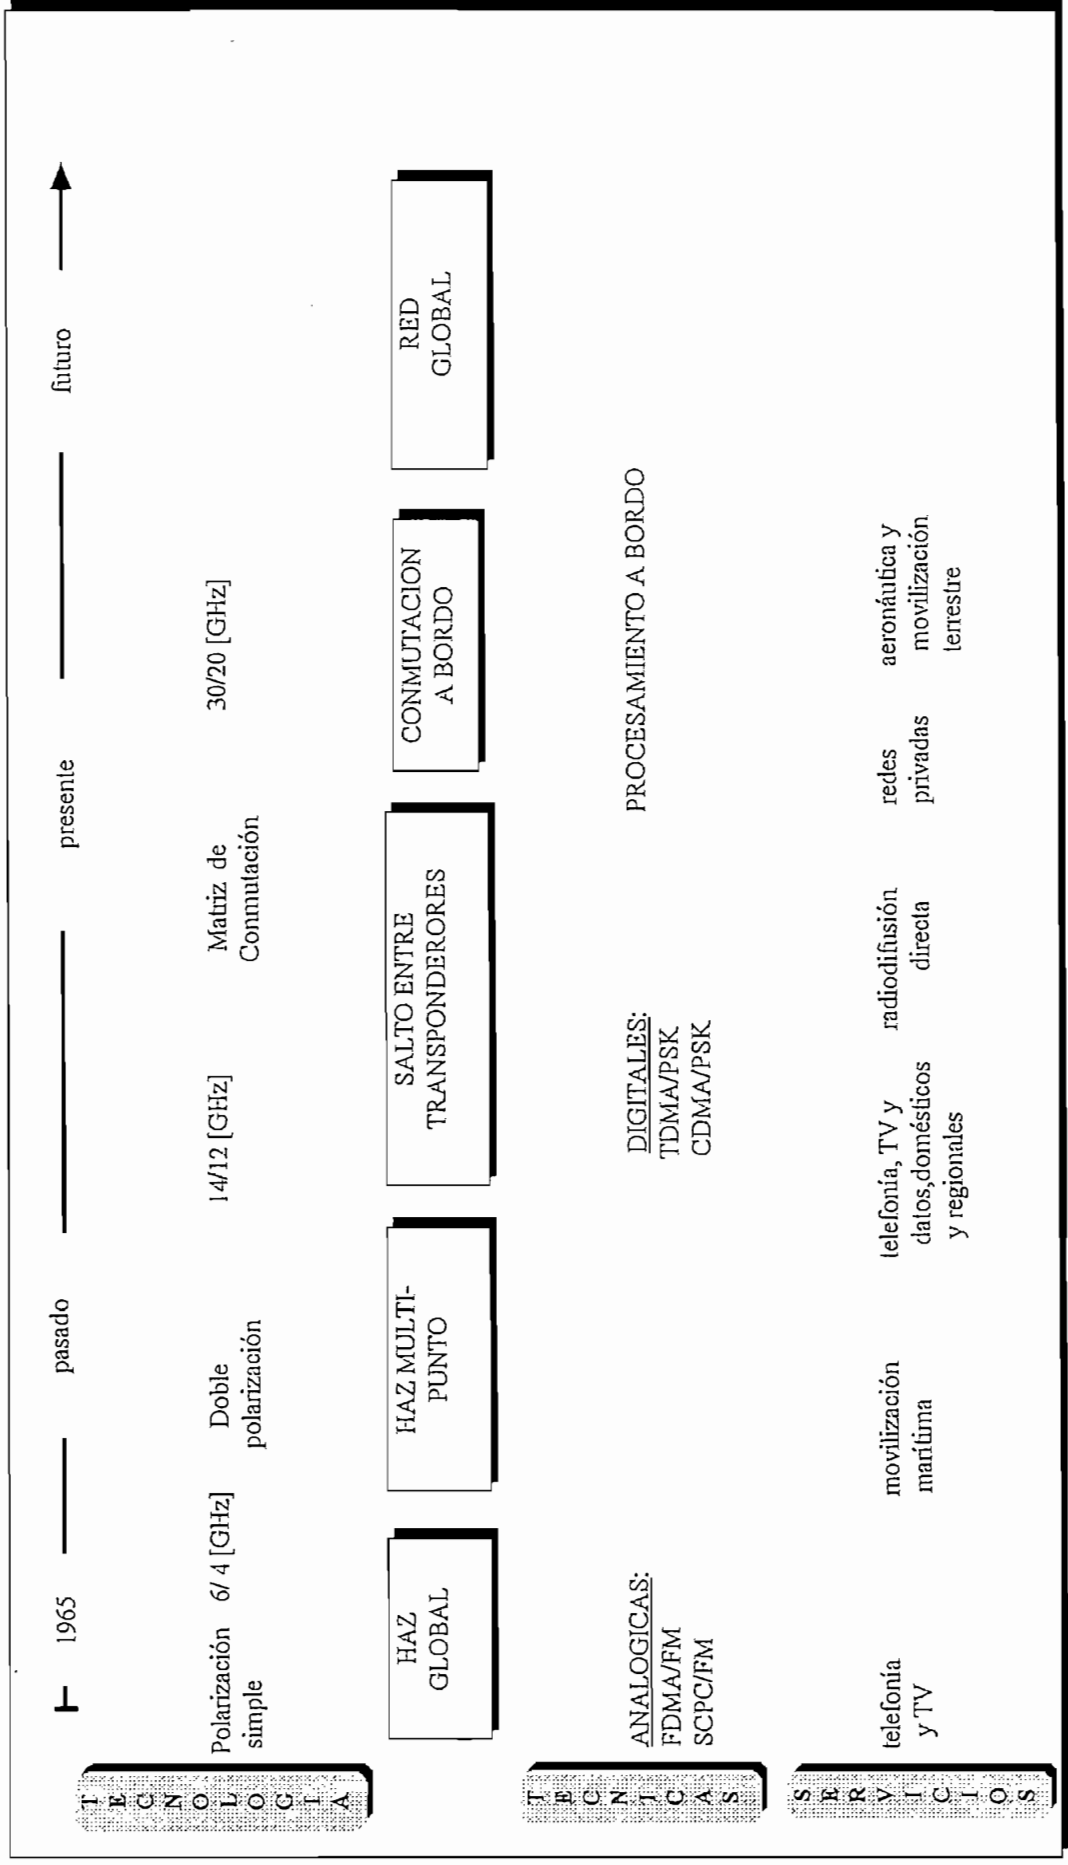 1965
pasado
presente
futuro
TECNOLOGIA
Polarización
simple
6/ 4 [GHz]
Doble
polarización
14/12 [GHz]
Matriz de
Conmutación
30/20 [GHz]
HAZ
GLOBAL
HAZ MULTI-
PUNTO
SALTO ENTRE
TRANSPONDERORES
CONMUTACION
A BORDO
RED
GLOBAL
TECNICAS
ANALOGICAS:
FDMA/FM
SCPC/FM
DIGITALES:
TDMA/PSK
CDMA/PSK
PROCESAMIENTO A BORDO
SERVICIOS
telefonía
y TV
movilización
marítima
telefonía, TV y
datos,domésticos
y regionales
radiodifusión
directa
redes
privadas
aeronáutica y
movilización
terrestre